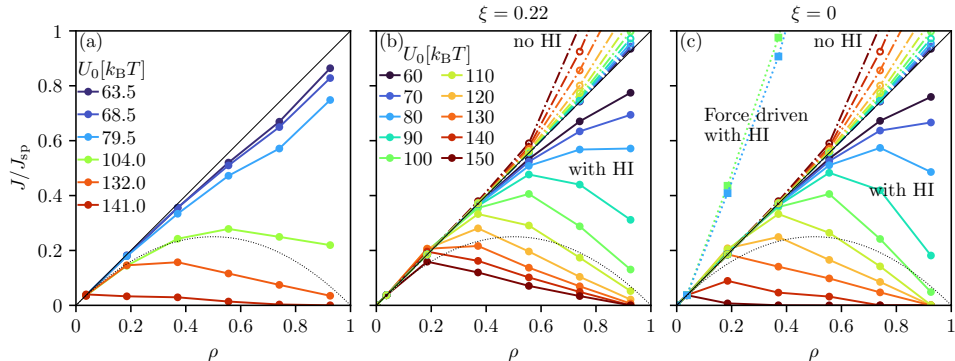 ξ = 0.22
ξ = 0
(a)
U₀[k_BT]
63.5
68.5
79.5
104.0
132.0
141.0
J/J_sp
0
0.2
0.4
0.6
0.8
1
0
0.2
0.4
0.6
0.8
1
ρ
(b)
no HI
U₀[k_BT]
60
70
80
90
100
110
120
130
140
150
with HI
0
0.2
0.4
0.6
0.8
1
ρ
(c)
no HI
Force driven
with HI
with HI
0
0.2
0.4
0.6
0.8
1
ρ